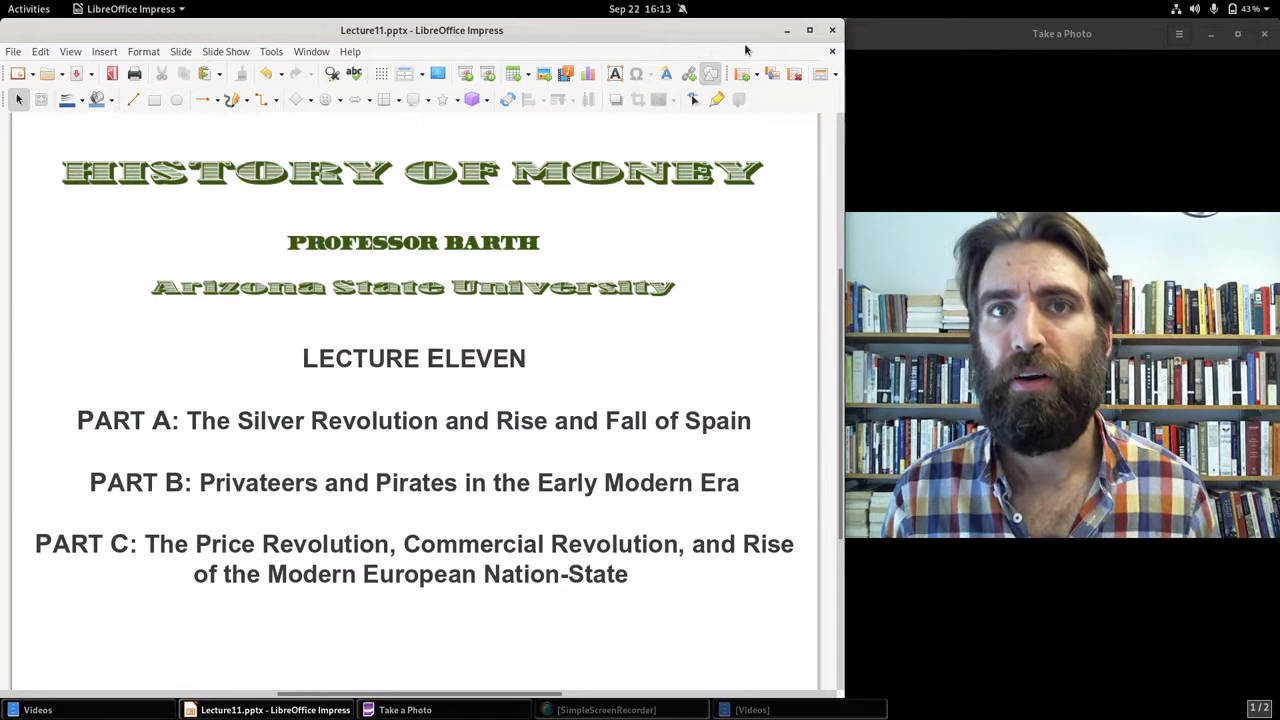 Activities
LibreOffice Impress
Sep 22 16:13
43 %
Lecture11.pptx - LibreOffice Impress
Take a Photo
File Edit View Insert Format Slide Slide Show Tools Window Help
HISTORY OF MONEY
PROFESSOR BARTH
Arizona State University
LECTURE ELEVEN
PART A: The Silver Revolution and Rise and Fall of Spain
PART B: Privateers and Pirates in the Early Modern Era
PART C: The Price Revolution, Commercial Revolution, and Rise
of the Modern European Nation-State
Videos
Lecture11.pptx - LibreOffice Impress
Take a Photo
[SimpleScreenRecorder]
[Videos]
1 / 2